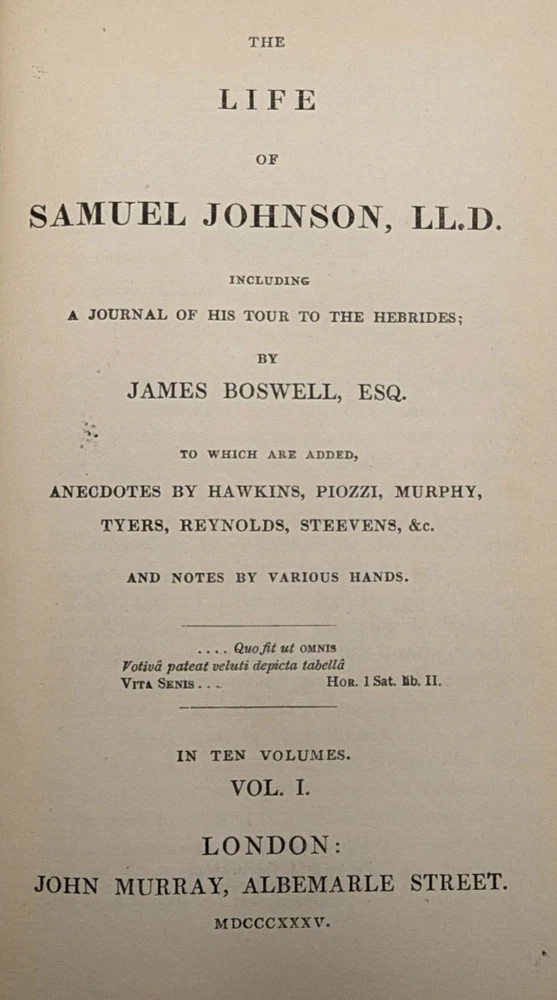 THE
LIFE
OF
SAMUEL JOHNSON, LL.D.
INCLUDING
A JOURNAL OF HIS TOUR TO THE HEBRIDES;
BY
JAMES BOSWELL, ESQ.
TO WHICH ARE ADDED,
ANECDOTES BY HAWKINS, PIOZZI, MURPHY,
TYERS, REYNOLDS, STEEVENS, &c.
AND NOTES BY VARIOUS HANDS.
.... Quo fit ut OMNIS
Votivâ pateat veluti depicta tabellâ
VITA SENIS... HOR. 1 Sat. lib. II.
IN TEN VOLUMES.
VOL. I.
LONDON:
JOHN MURRAY, ALBEMARLE STREET.
MDCCCXXXV.